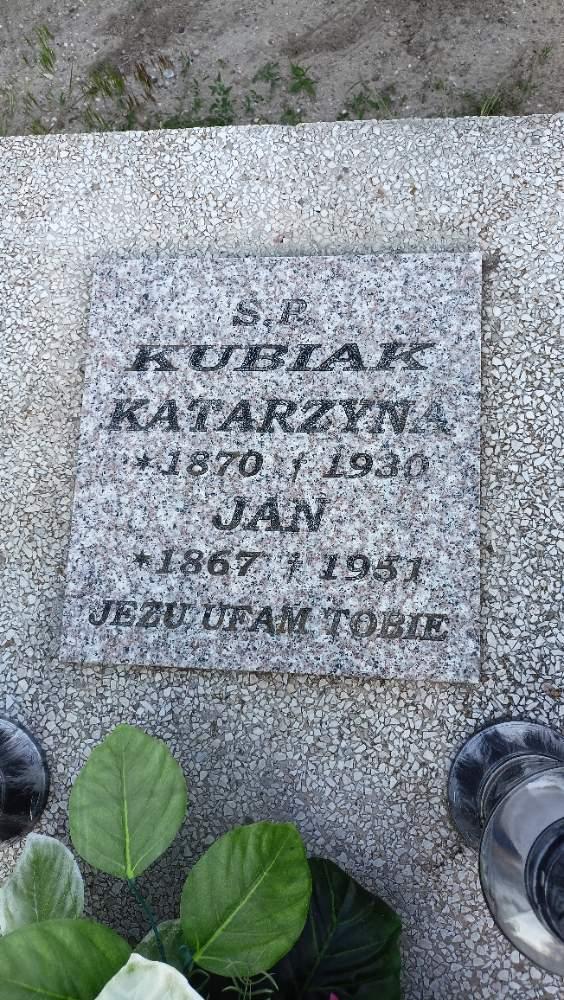 Ś.P.
KUBIAK
KATARZYNA
*1870 † 1930
JAN
*1867 † 1951
JEZU UFAM TOBIE